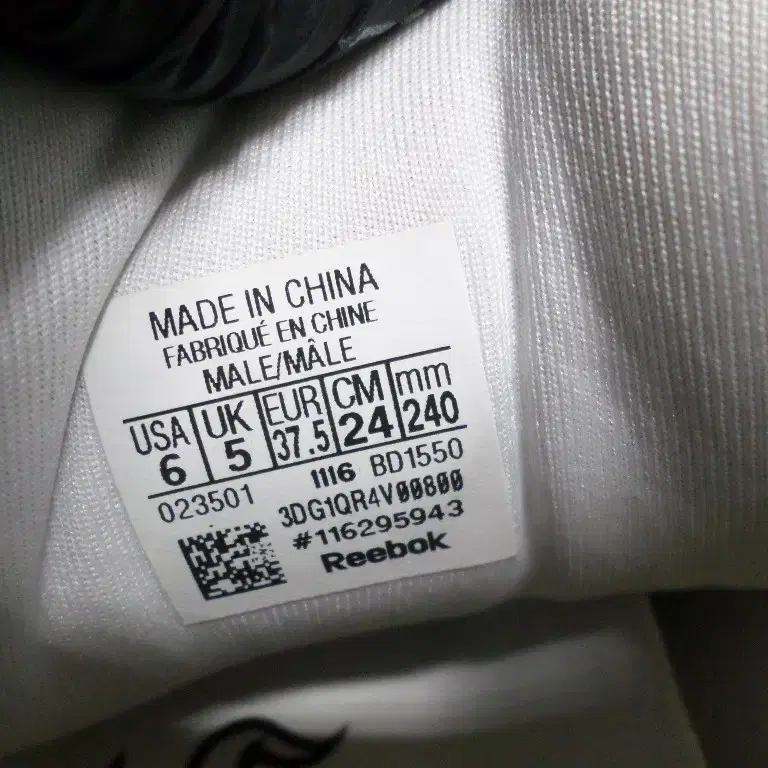 MADE IN CHINA
FABRIQUÉ EN CHINE
MALE/MÂLE
USA UK EUR CM mm
6 5 37.5 24 240
023501 1116 BD1550
3DG1QR4V00800
#116295943
Reebok